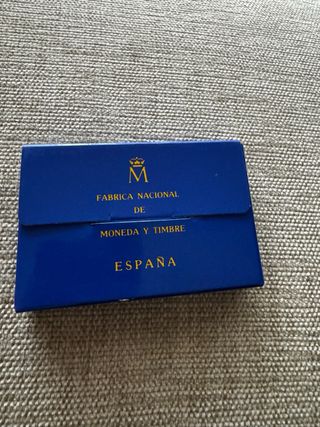 M
FABRICA NACIONAL
DE
MONEDA Y TIMBRE
ESPAÑA